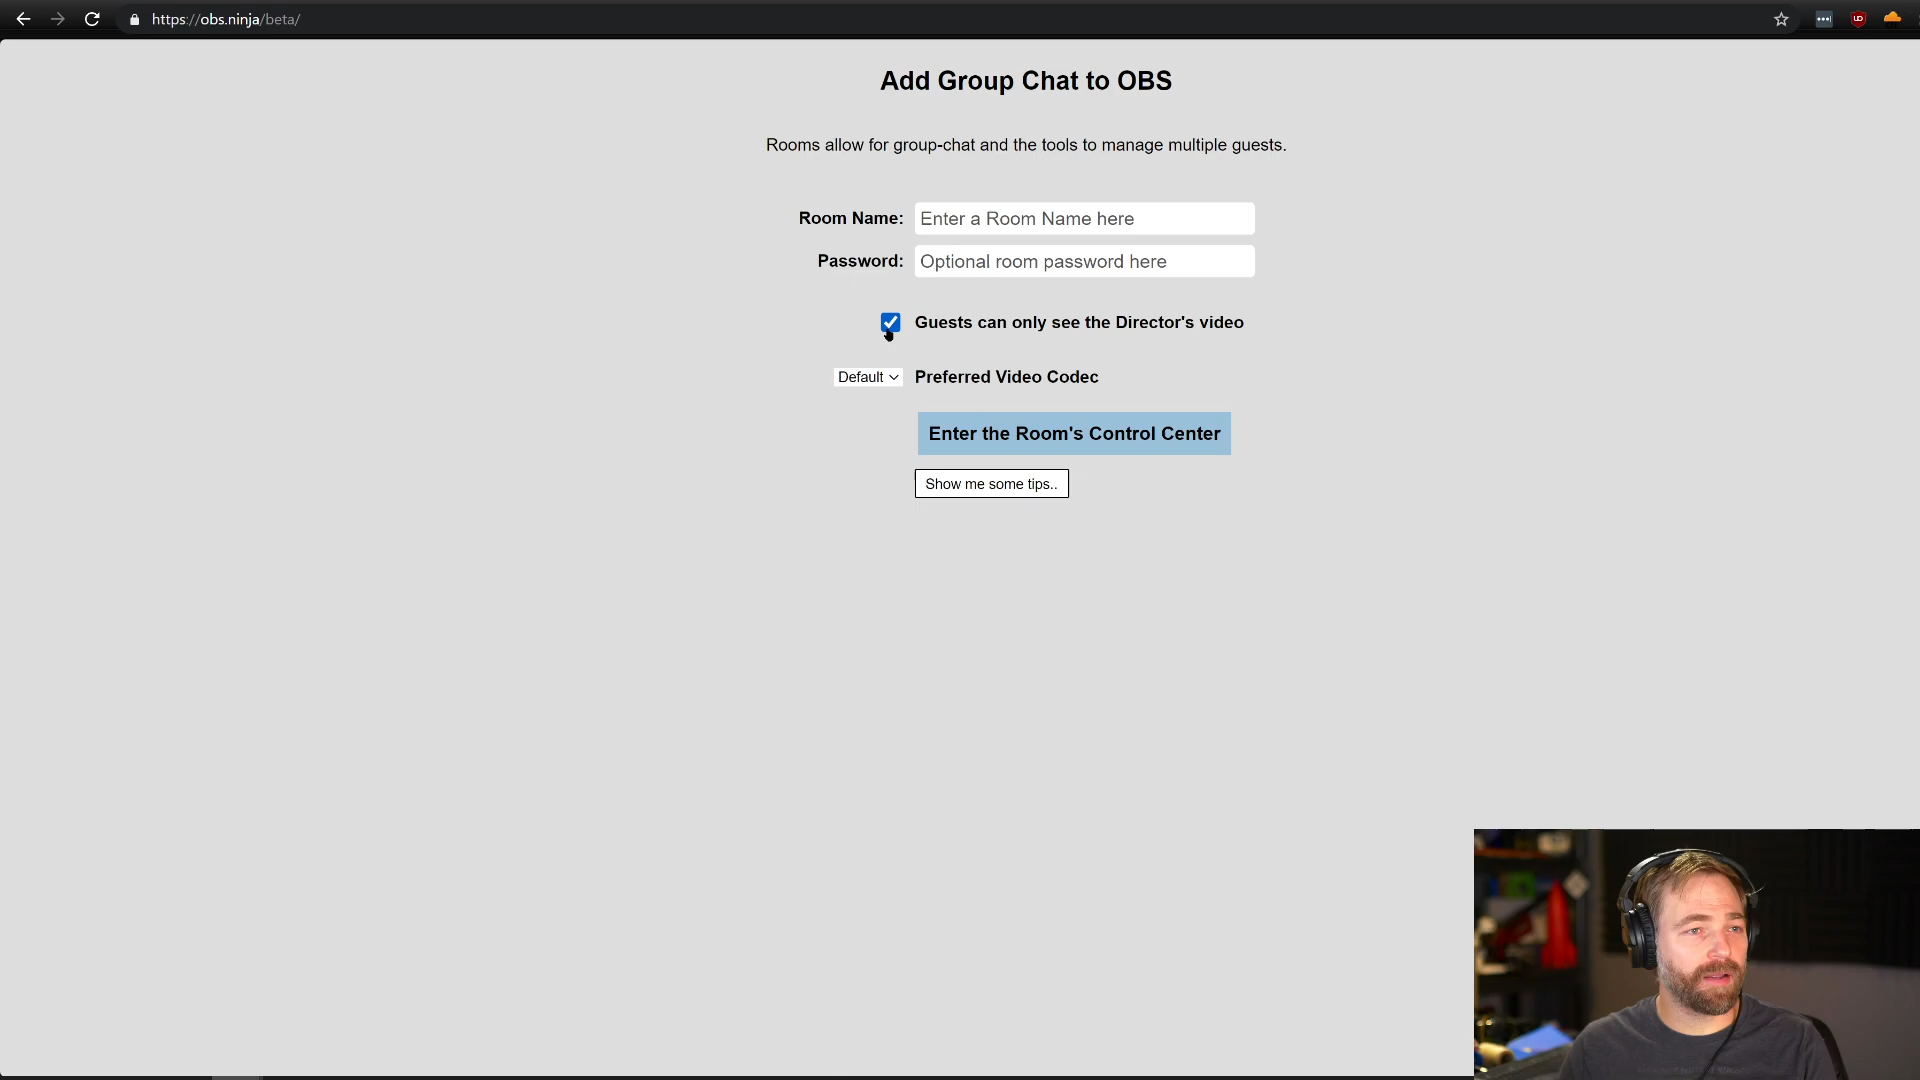 https://obs.ninja/beta/
Add Group Chat to OBS
Rooms allow for group-chat and the tools to manage multiple guests.
Room Name: Enter a Room Name here
Password: Optional room password here
Guests can only see the Director's video
Default Preferred Video Codec
Enter the Room's Control Center
Show me some tips..